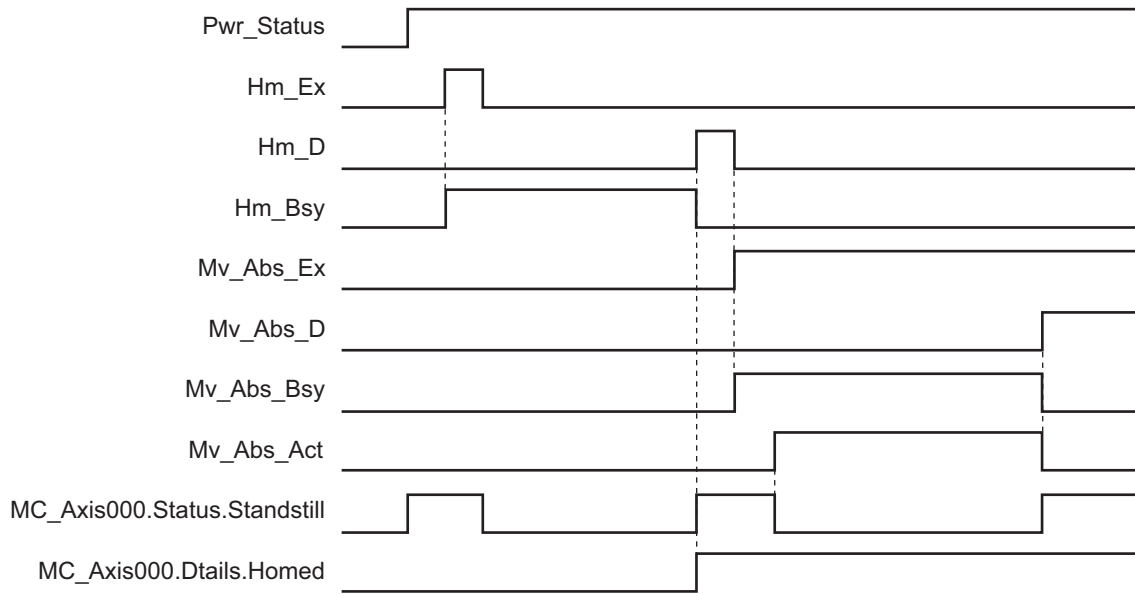 Pwr_Status
Hm_Ex
Hm_D
Hm_Bsy
Mv_Abs_Ex
Mv_Abs_D
Mv_Abs_Bsy
Mv_Abs_Act
MC_Axis000.Status.Standstill
MC_Axis000.Dtails.Homed